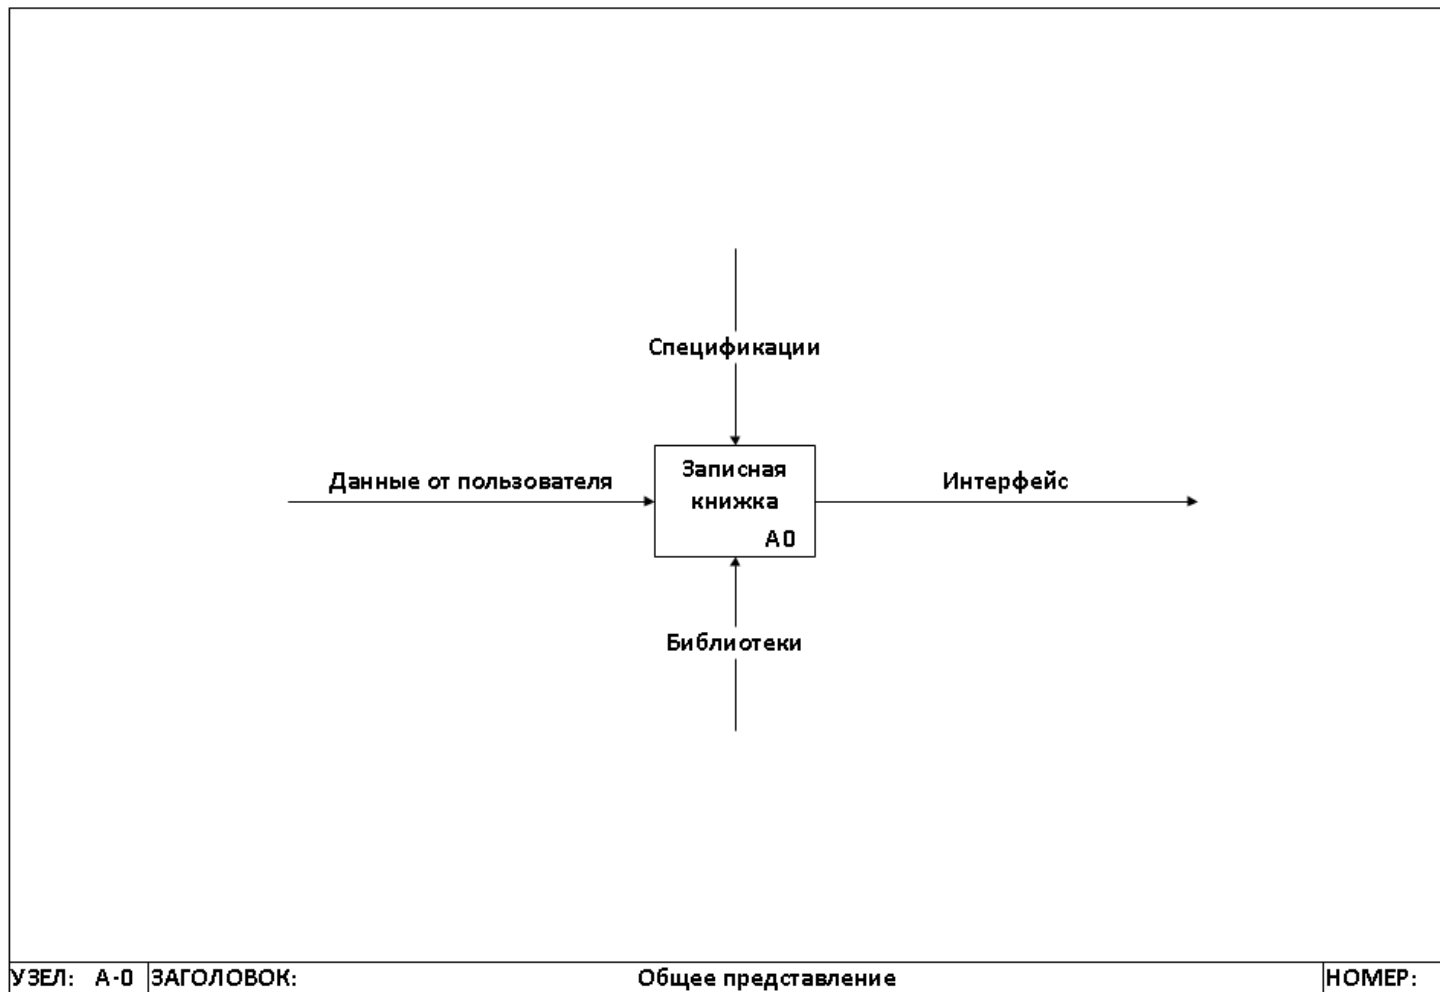 Спецификации
Данные от пользователя
Записная
книжка
А0
Интерфейс
Библиотеки
УЗЕЛ: А-0 ЗАГОЛОВОК: Общее представление НОМЕР: